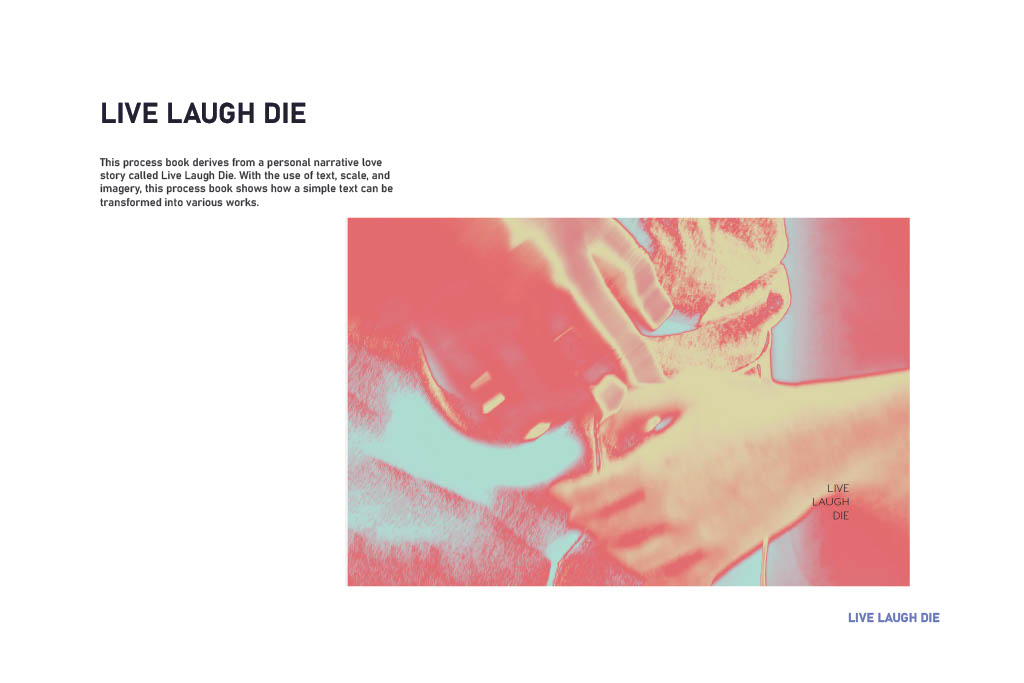 LIVE LAUGH DIE
This process book derives from a personal narrative love
story called Live Laugh Die. With the use of text, scale, and
imagery, this process book shows how a simple text can be
transformed into various works.
LIVE
LAUGH
DIE
LIVE LAUGH DIE